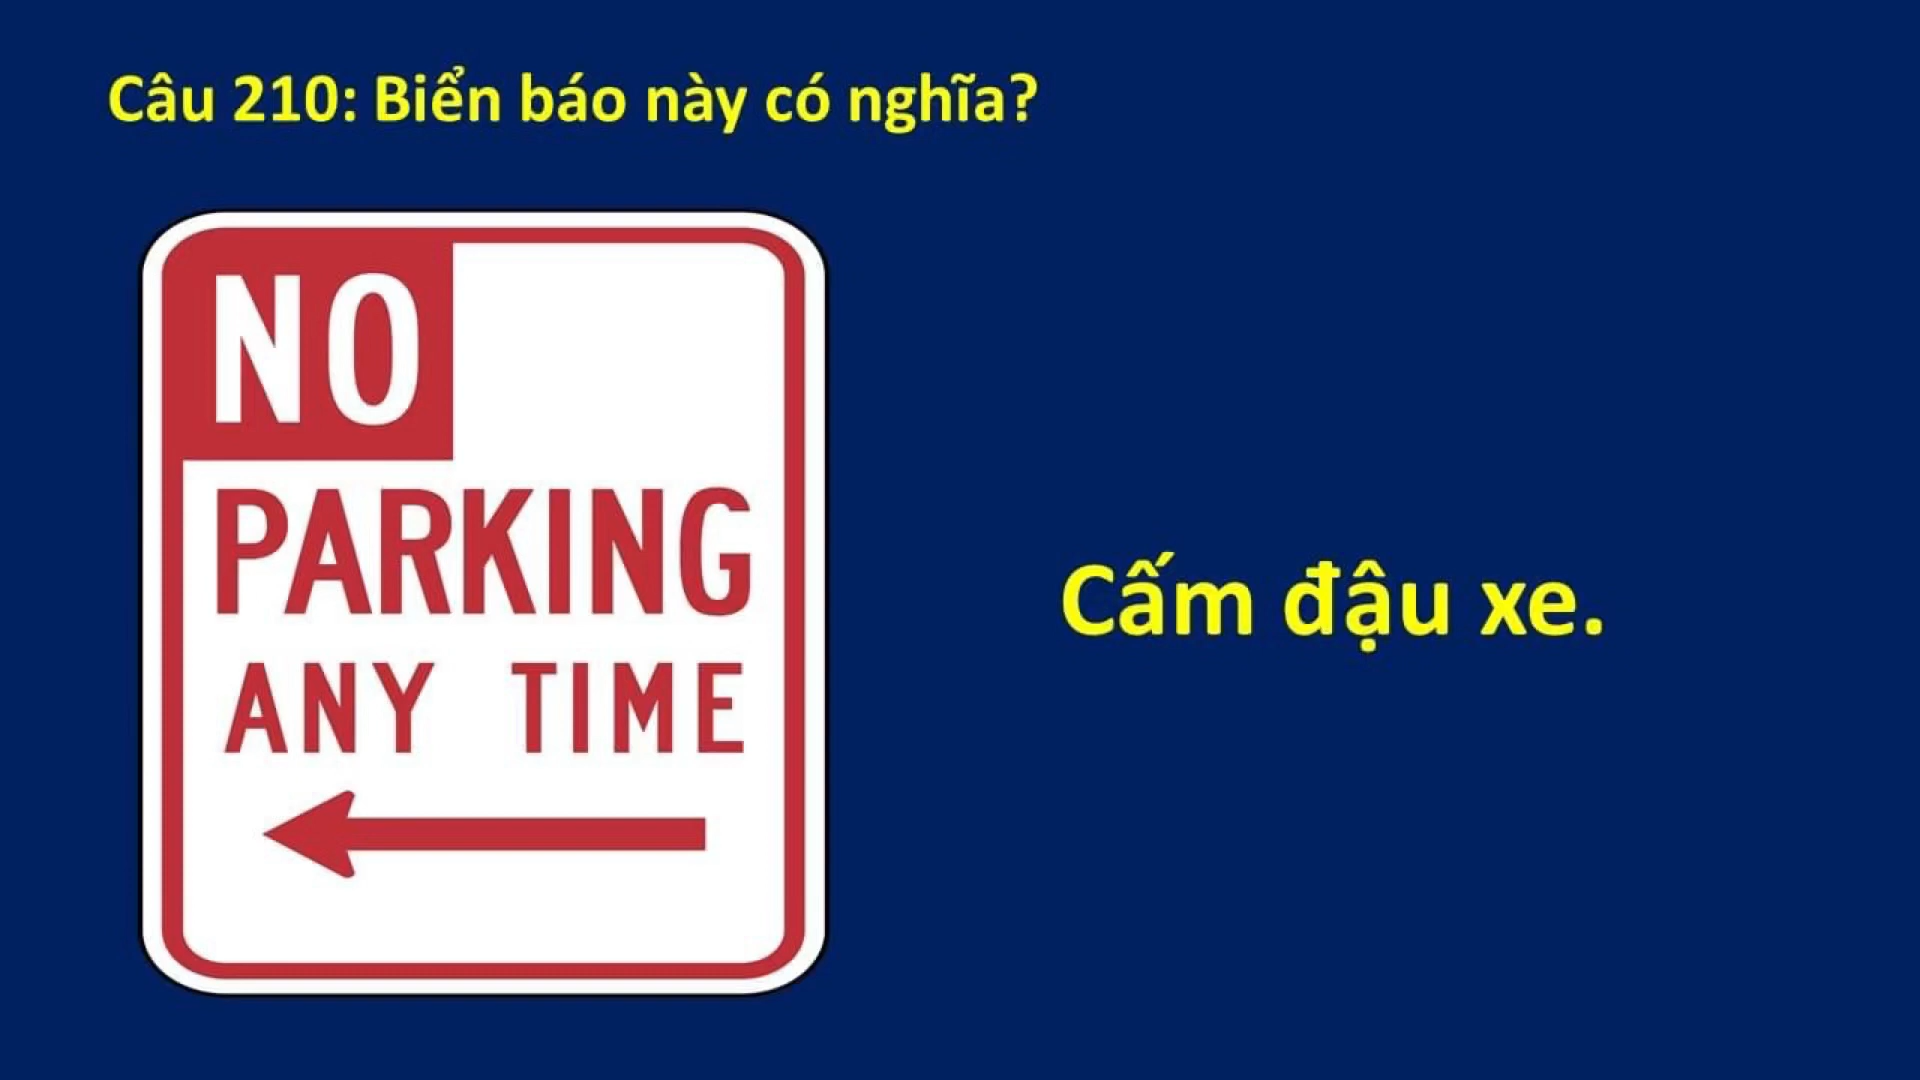 Câu 210: Biển báo này có nghĩa?
NO
PARKING
ANY TIME
Cấm đậu xe.